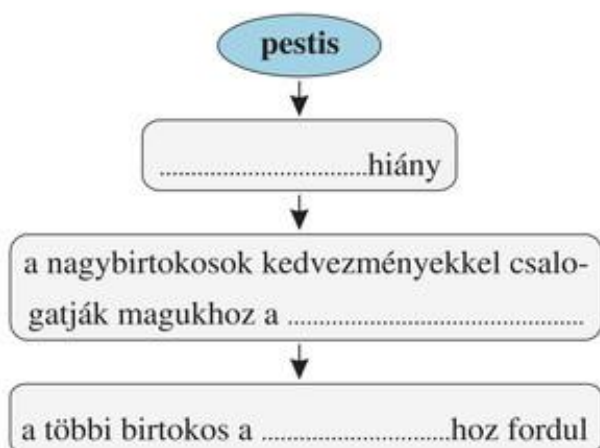 pestis
..............................hiány
a nagybirtokosok kedvezményekkel csalo-
gatják magukhoz a ..........................................
a többi birtokos a ...........................hoz fordul